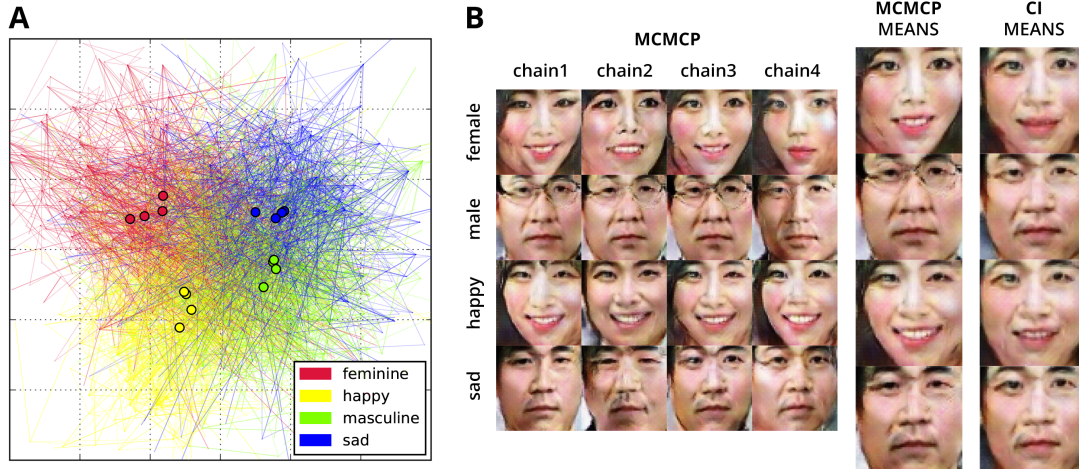 A
feminine
happy
masculine
sad
B
MCMCP
chain1 chain2 chain3 chain4
female
male
happy
sad
MCMCP
MEANS
CI
MEANS